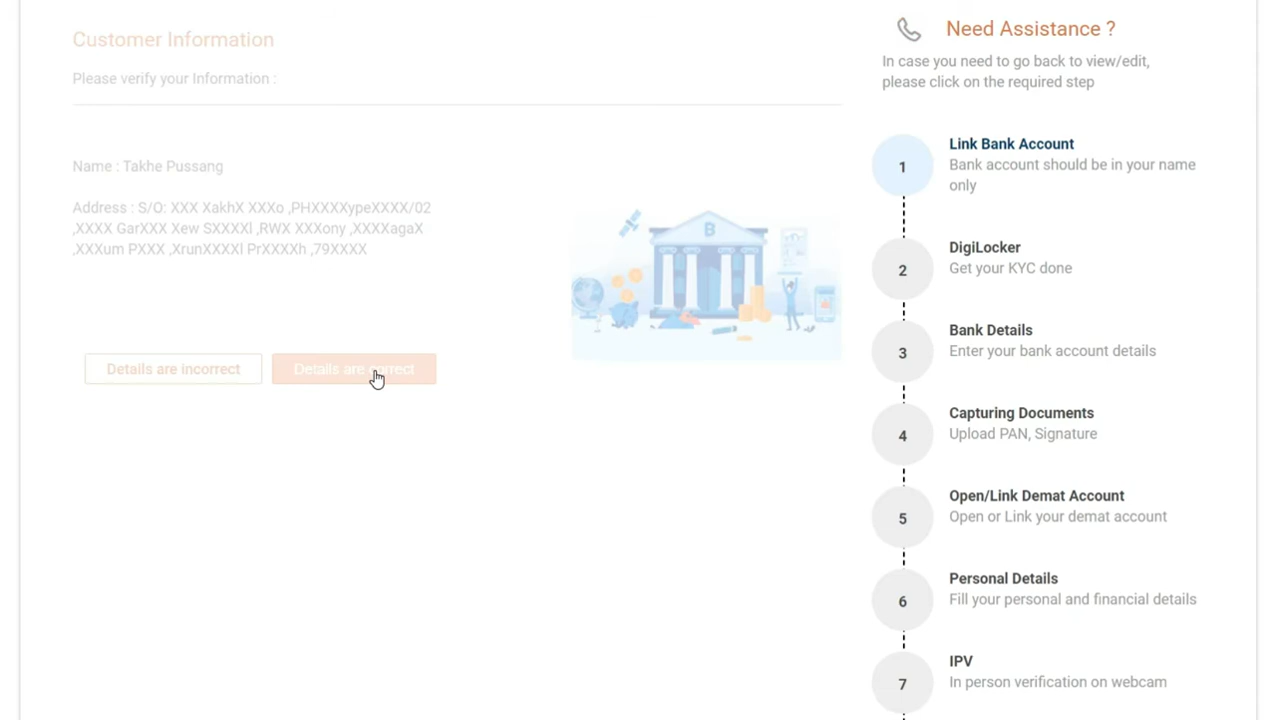 Customer Information
Please verify your Information :
Name : Takhe Pussang
Address : S/O: XXX XakhX XXXo ,PHXXXXypeXXXX/02
,XXXX GarXXX Xew SXXXXl ,RWX XXXony ,XXXXagaX
,XXXum PXXX ,XrunXXXXl PrXXXXh ,79XXXX
Details are incorrect
Details are correct
Need Assistance ?
In case you need to go back to view/edit,
please click on the required step
1
Link Bank Account
Bank account should be in your name
only
2
DigiLocker
Get your KYC done
3
Bank Details
Enter your bank account details
4
Capturing Documents
Upload PAN, Signature
5
Open/Link Demat Account
Open or Link your demat account
6
Personal Details
Fill your personal and financial details
7
IPV
In person verification on webcam